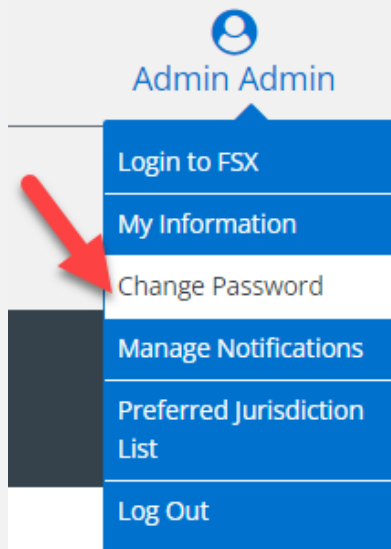 Admin Admin
Login to FSX
My Information
Change Password
Manage Notifications
Preferred Jurisdiction
List
Log Out